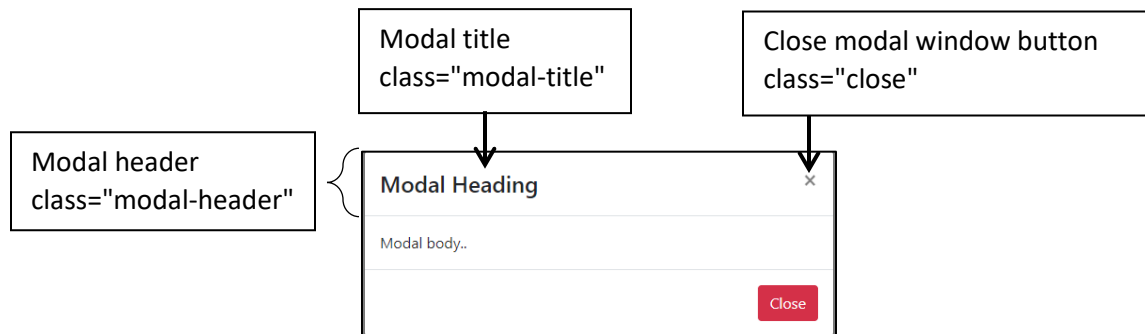 Modal title
class="modal-title"
Close modal window button
class="close"
Modal header
class="modal-header"
Modal Heading
×
Modal body..
Close